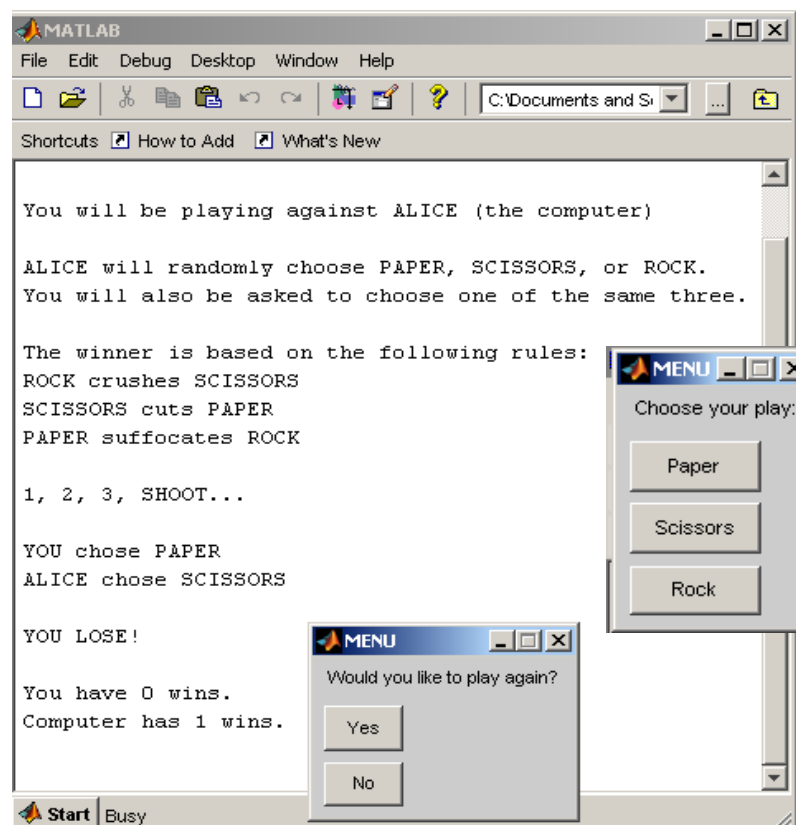 MATLAB
File Edit Debug Desktop Window Help
C:\Documents and S
Shortcuts How to Add What's New
You will be playing against ALICE (the computer)
ALICE will randomly choose PAPER, SCISSORS, or ROCK.
You will also be asked to choose one of the same three.
The winner is based on the following rules:
ROCK crushes SCISSORS
SCISSORS cuts PAPER
PAPER suffocates ROCK
1, 2, 3, SHOOT...
YOU chose PAPER
ALICE chose SCISSORS
YOU LOSE!
You have 0 wins.
Computer has 1 wins.
MENU
Choose your play:
Paper
Scissors
Rock
MENU
Would you like to play again?
Yes
No
Start Busy